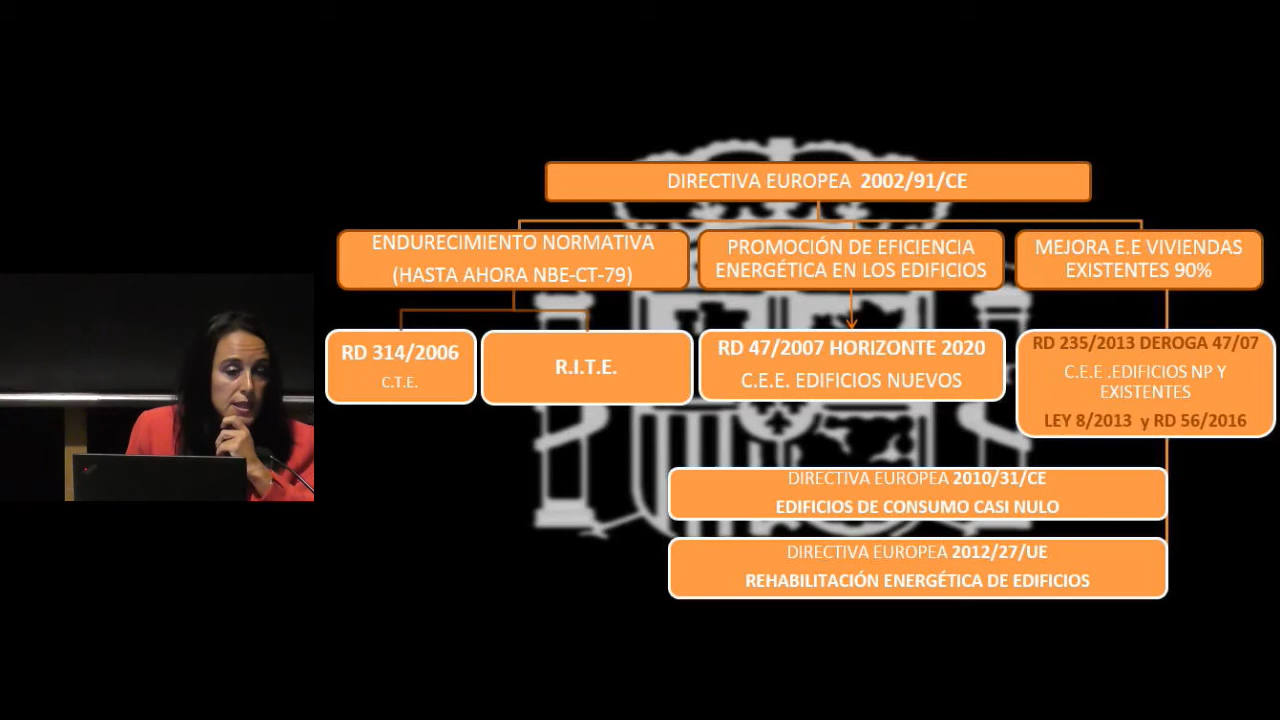 DIRECTIVA EUROPEA 2002/91/CE
ENDURECIMIENTO NORMATIVA
(HASTA AHORA NBE-CT-79)
PROMOCIÓN DE EFICIENCIA
ENERGÉTICA EN LOS EDIFICIOS
MEJORA E.E VIVIENDAS
EXISTENTES 90%
RD 314/2006
C.T.E.
R.I.T.E.
RD 47/2007 HORIZONTE 2020
C.E.E. EDIFICIOS NUEVOS
RD 235/2013 DEROGA 47/07
C.E.E .EDIFICIOS NP Y
EXISTENTES
LEY 8/2013 y RD 56/2016
DIRECTIVA EUROPEA 2010/31/CE
EDIFICIOS DE CONSUMO CASI NULO
DIRECTIVA EUROPEA 2012/27/UE
REHABILITACIÓN ENERGÉTICA DE EDIFICIOS